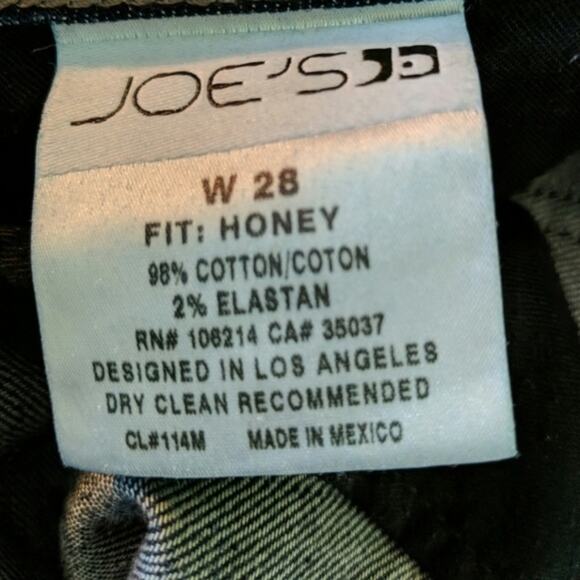 JOE'S
W 28
FIT: HONEY
98% COTTON/COTON
2% ELASTAN
RN# 106214 CA# 35037
DESIGNED IN LOS ANGELES
DRY CLEAN RECOMMENDED
CL#114M MADE IN MEXICO